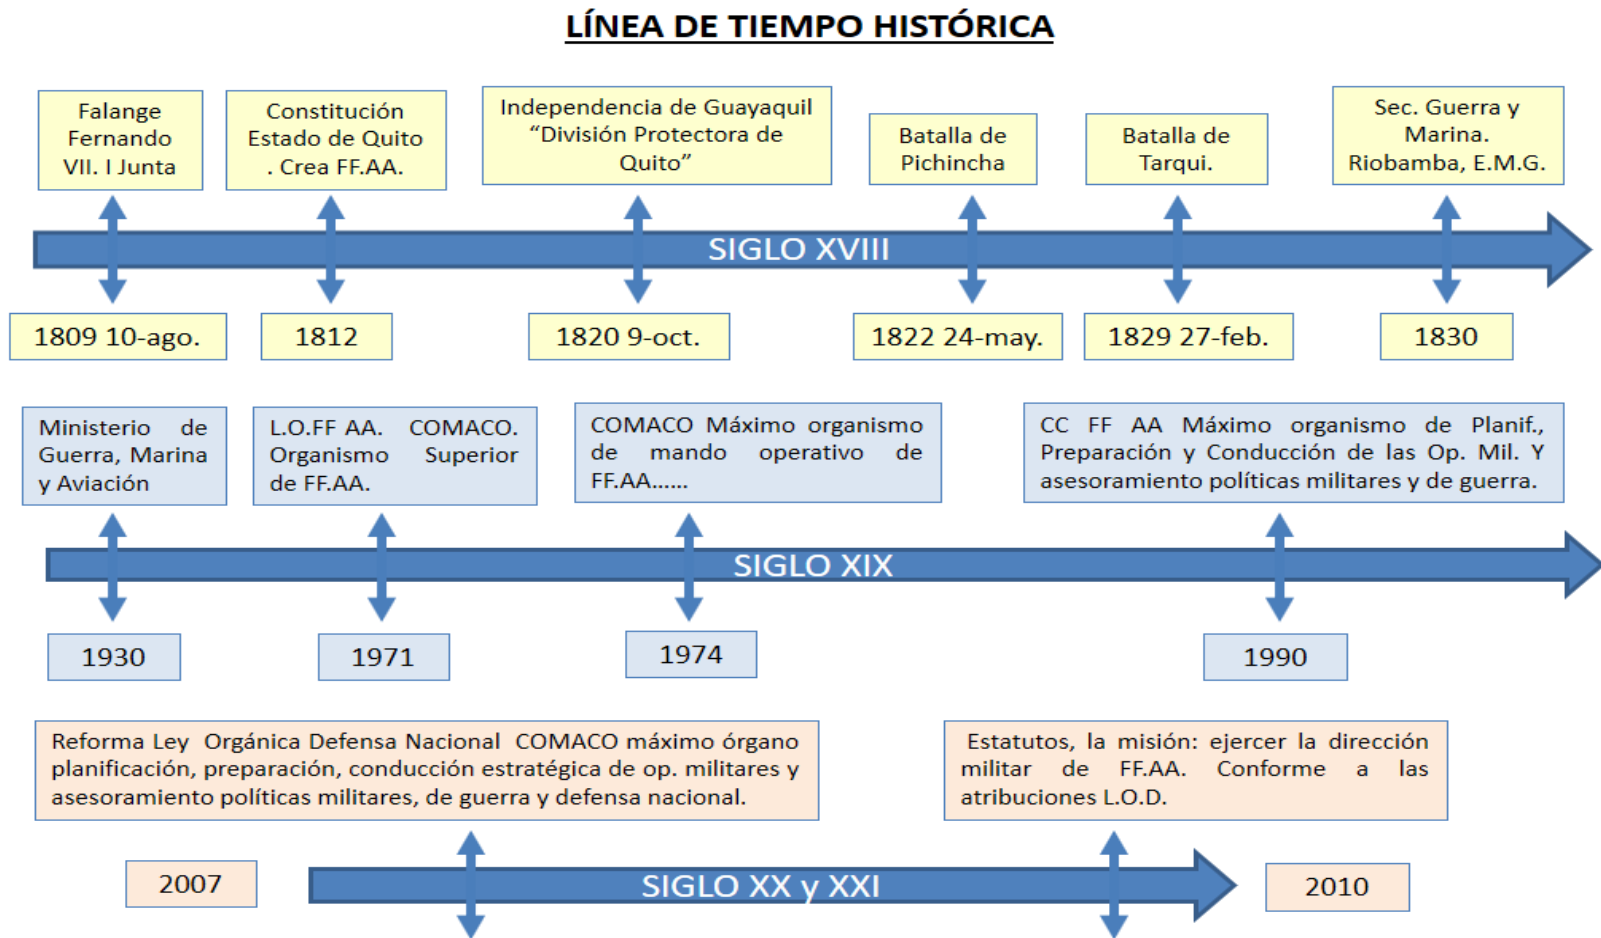 LÍNEA DE TIEMPO HISTÓRICA
Falange
Fernando
VII. I Junta
Constitución
Estado de Quito
. Crea FF.AA.
Independencia de Guayaquil
“División Protectora de
Quito”
Batalla de
Pichincha
Batalla de
Tarqui.
Sec. Guerra y
Marina.
Riobamba, E.M.G.
SIGLO XVIII
1809 10-ago.
1812
1820 9-oct.
1822 24-may.
1829 27-feb.
1830
Ministerio de
Guerra, Marina
y Aviación
L.O.FF AA. COMACO.
Organismo Superior
de FF.AA.
COMACO Máximo organismo
de mando operativo de
FF.AA......
CC FF AA Máximo organismo de Planif.,
Preparación y Conducción de las Op. Mil. Y
asesoramiento políticas militares y de guerra.
SIGLO XIX
1930
1971
1974
1990
Reforma Ley Orgánica Defensa Nacional COMACO máximo órgano
planificación, preparación, conducción estratégica de op. militares y
asesoramiento políticas militares, de guerra y defensa nacional.
Estatutos, la misión: ejercer la dirección
militar de FF.AA. Conforme a las
atribuciones L.O.D.
2007
SIGLO XX y XXI
2010